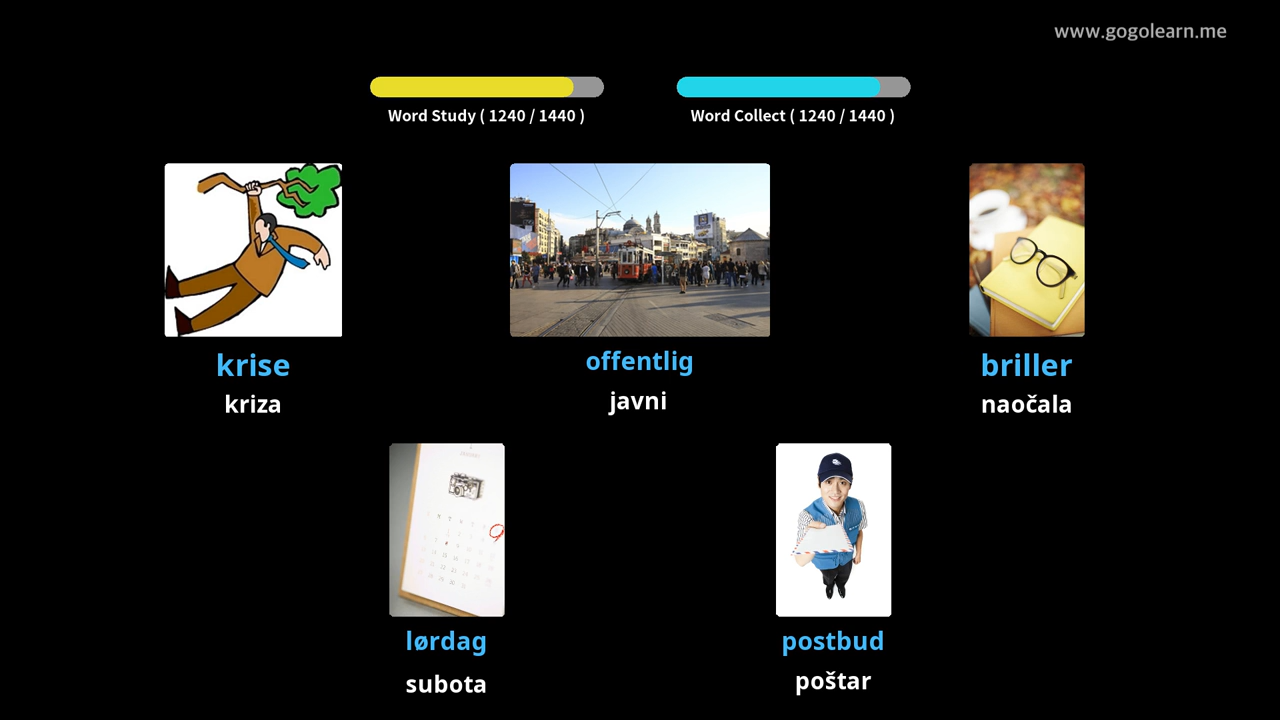 www.gogolearn.me
Word Study ( 1240 / 1440 )
Word Collect ( 1240 / 1440 )
krise
kriza
offentlig
javni
briller
naočala
lørdag
subota
postbud
poštar